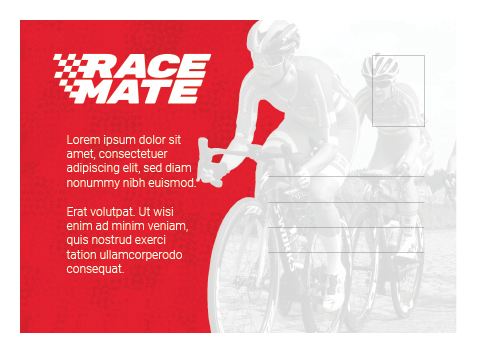 RACE
MATE
Lorem ipsum dolor sit
amet, consectetuer
adipiscing elit, sed diam
nonummy nibh euismod.
Erat volutpat. Ut wisi
enim ad minim veniam,
quis nostrud exerci
tation ullamcorperodo
consequat.